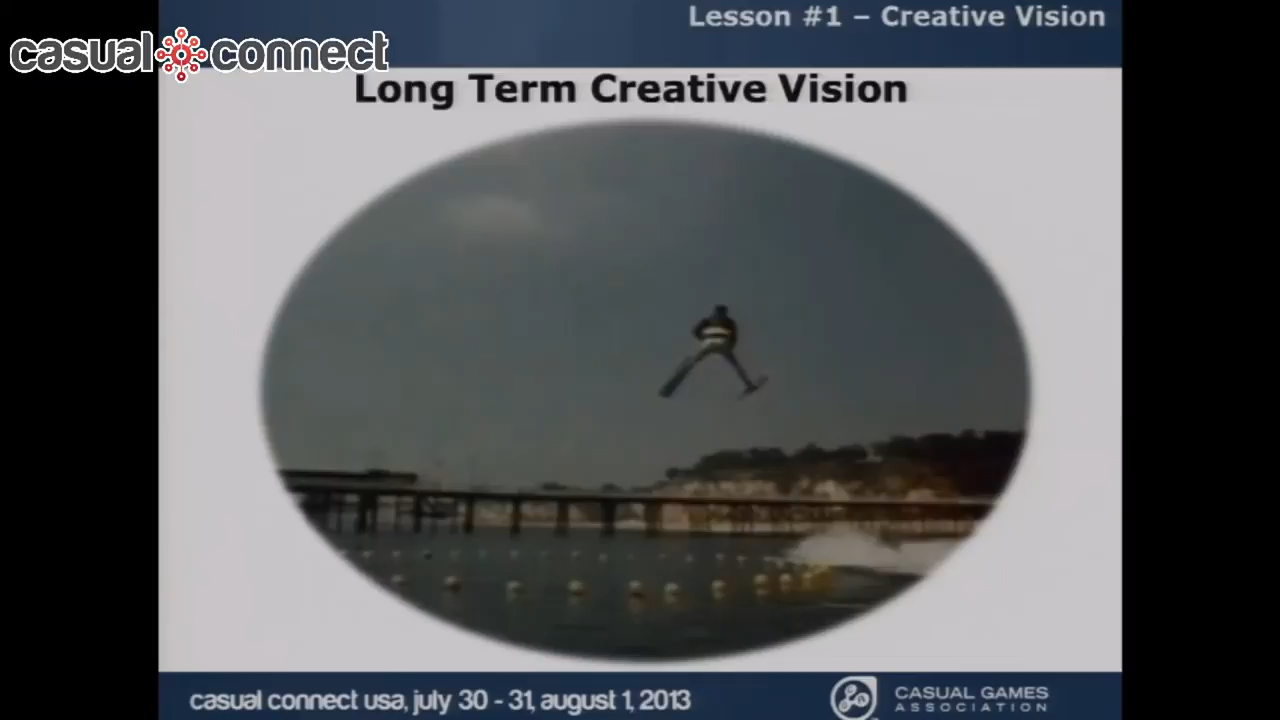 Lesson #1 – Creative Vision
casual connect
Long Term Creative Vision
casual connect usa, july 30 - 31, august 1, 2013
CASUAL GAMES
ASSOCIATION